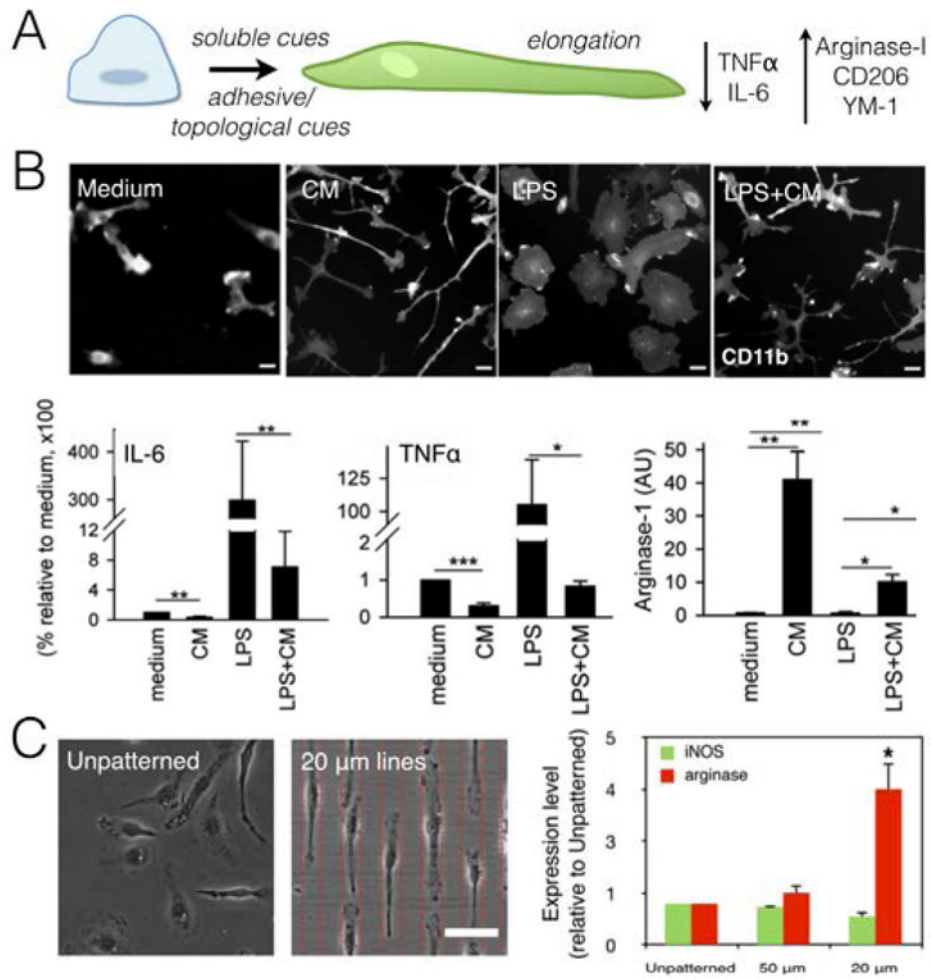 A
soluble cues
adhesive/
topological cues
elongation
TNFα
IL-6
Arginase-I
CD206
YM-1
B
Medium
CM
LPS
LPS+CM
CD11b
(% relative to medium, x100
IL-6
400
300
12
8
4
0
**
**
medium
CM
LPS
LPS+CM
TNFα
125
100
2
1
0
***
*
medium
CM
LPS
LPS+CM
Arginase-1 (AU)
50
40
30
20
10
0
**
**
*
*
medium
CM
LPS
LPS+CM
C
Unpatterned
20 µm lines
Expression level
(relative to Unpatterned)
5
4
3
1
0
iNOS
arginase
*
Unpatterned
50 µm
20 µm